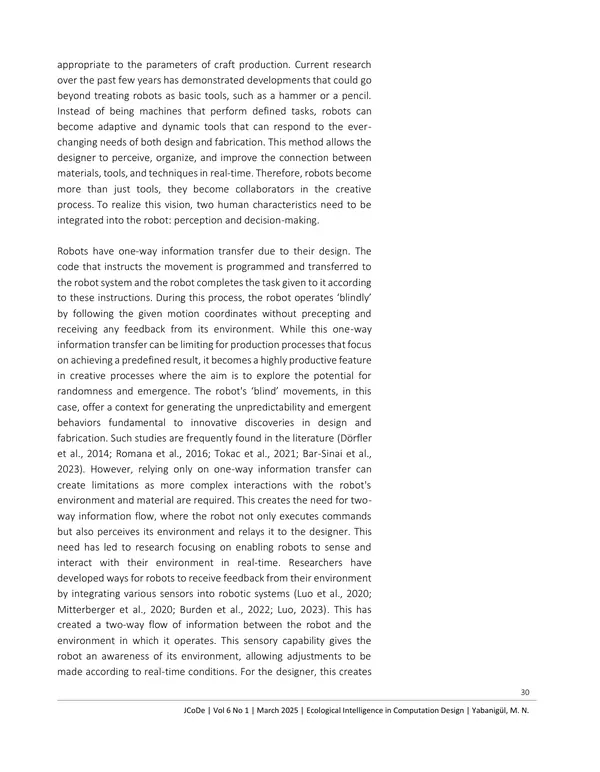 appropriate to the parameters of craft production. Current research
over the past few years has demonstrated developments that could go
beyond treating robots as basic tools, such as a hammer or a pencil.
Instead of being machines that perform defined tasks, robots can
become adaptive and dynamic tools that can respond to the ever-
changing needs of both design and fabrication. This method allows the
designer to perceive, organize, and improve the connection between
materials, tools, and techniques in real-time. Therefore, robots become
more than just tools, they become collaborators in the creative
process. To realize this vision, two human characteristics need to be
integrated into the robot: perception and decision-making.

Robots have one-way information transfer due to their design. The
code that instructs the movement is programmed and transferred to
the robot system and the robot completes the task given to it according
to these instructions. During this process, the robot operates ‘blindly’
by following the given motion coordinates without precepting and
receiving any feedback from its environment. While this one-way
information transfer can be limiting for production processes that focus
on achieving a predefined result, it becomes a highly productive feature
in creative processes where the aim is to explore the potential for
randomness and emergence. The robot's ‘blind’ movements, in this
case, offer a context for generating the unpredictability and emergent
behaviors fundamental to innovative discoveries in design and
fabrication. Such studies are frequently found in the literature (Dörfler
et al., 2014; Romana et al., 2016; Tokac et al., 2021; Bar-Sinai et al.,
2023). However, relying only on one-way information transfer can
create limitations as more complex interactions with the robot's
environment and material are required. This creates the need for two-
way information flow, where the robot not only executes commands
but also perceives its environment and relays it to the designer. This
need has led to research focusing on enabling robots to sense and
interact with their environment in real-time. Researchers have
developed ways for robots to receive feedback from their environment
by integrating various sensors into robotic systems (Luo et al., 2020;
Mitterberger et al., 2020; Burden et al., 2022; Luo, 2023). This has
created a two-way flow of information between the robot and the
environment in which it operates. This sensory capability gives the
robot an awareness of its environment, allowing adjustments to be
made according to real-time conditions. For the designer, this creates
30
JCoDe | Vol 6 No 1 | March 2025 | Ecological Intelligence in Computation Design | Yabanigül, M. N.